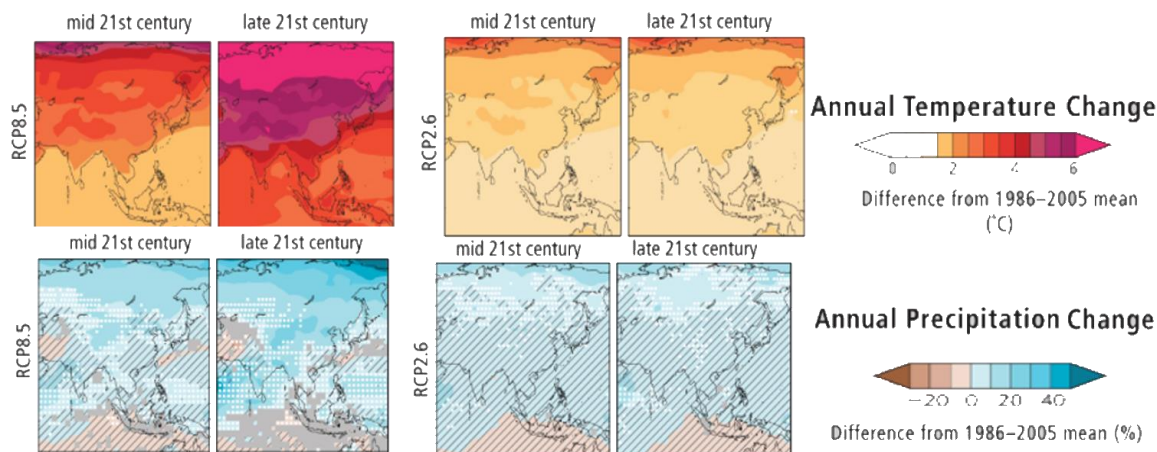 mid 21st century late 21st century
mid 21st century late 21st century
RCP8.5
RCP2.6
Annual Temperature Change
0 2 4 6
Difference from 1986–2005 mean
(˚C)
mid 21st century late 21st century
mid 21st century late 21st century
RCP8.5
RCP2.6
Annual Precipitation Change
−20 0 20 40
Difference from 1986–2005 mean (%)